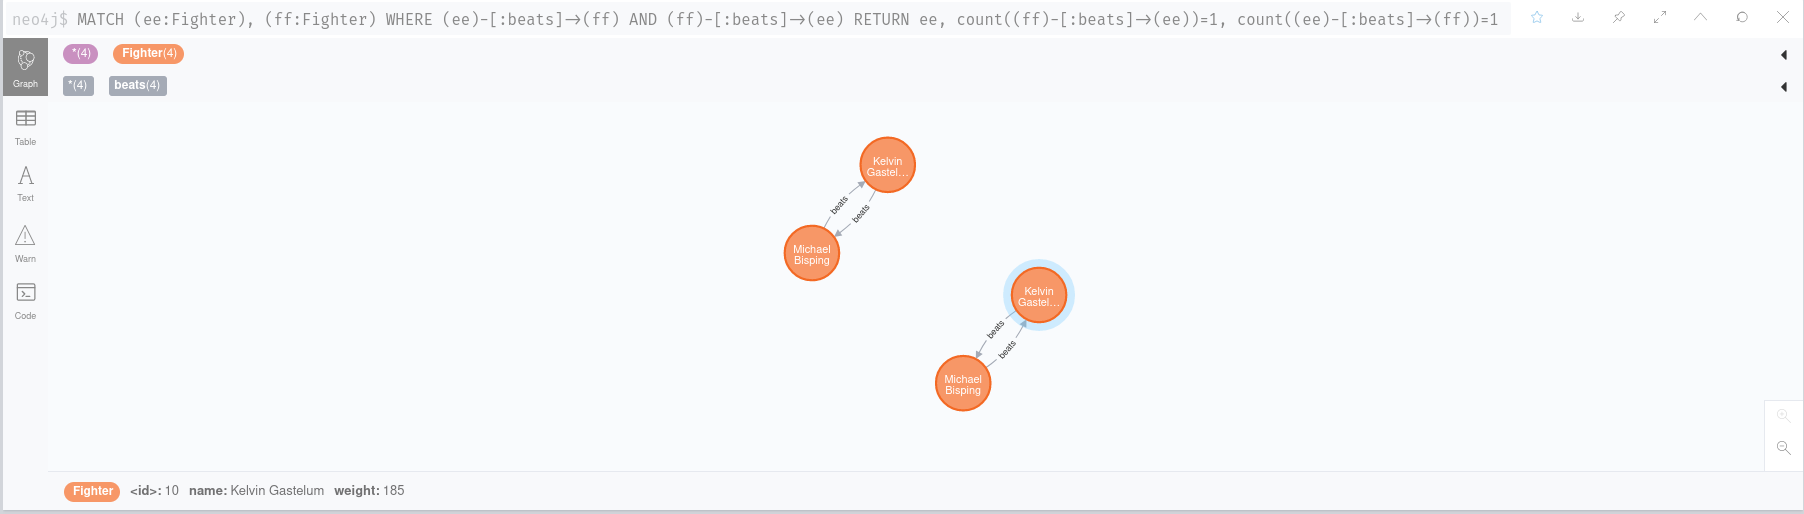 neo4j$ MATCH (ee:Fighter), (ff:Fighter) WHERE (ee)-[:beats]→(ff) AND (ff)-[:beats]→(ee) RETURN ee, count((ff)-[:beats]→(ee))=1, count((ee)-[:beats]→(ff))=1
*(4) Fighter(4)
*(4) beats(4)
Graph
Table
Text
Warn
Code
Kelvin
Gastel…
beats
beats
Michael
Bisping
Kelvin
Gastel…
beats
beats
Michael
Bisping
Fighter <id>: 10 name: Kelvin Gastelum weight: 185